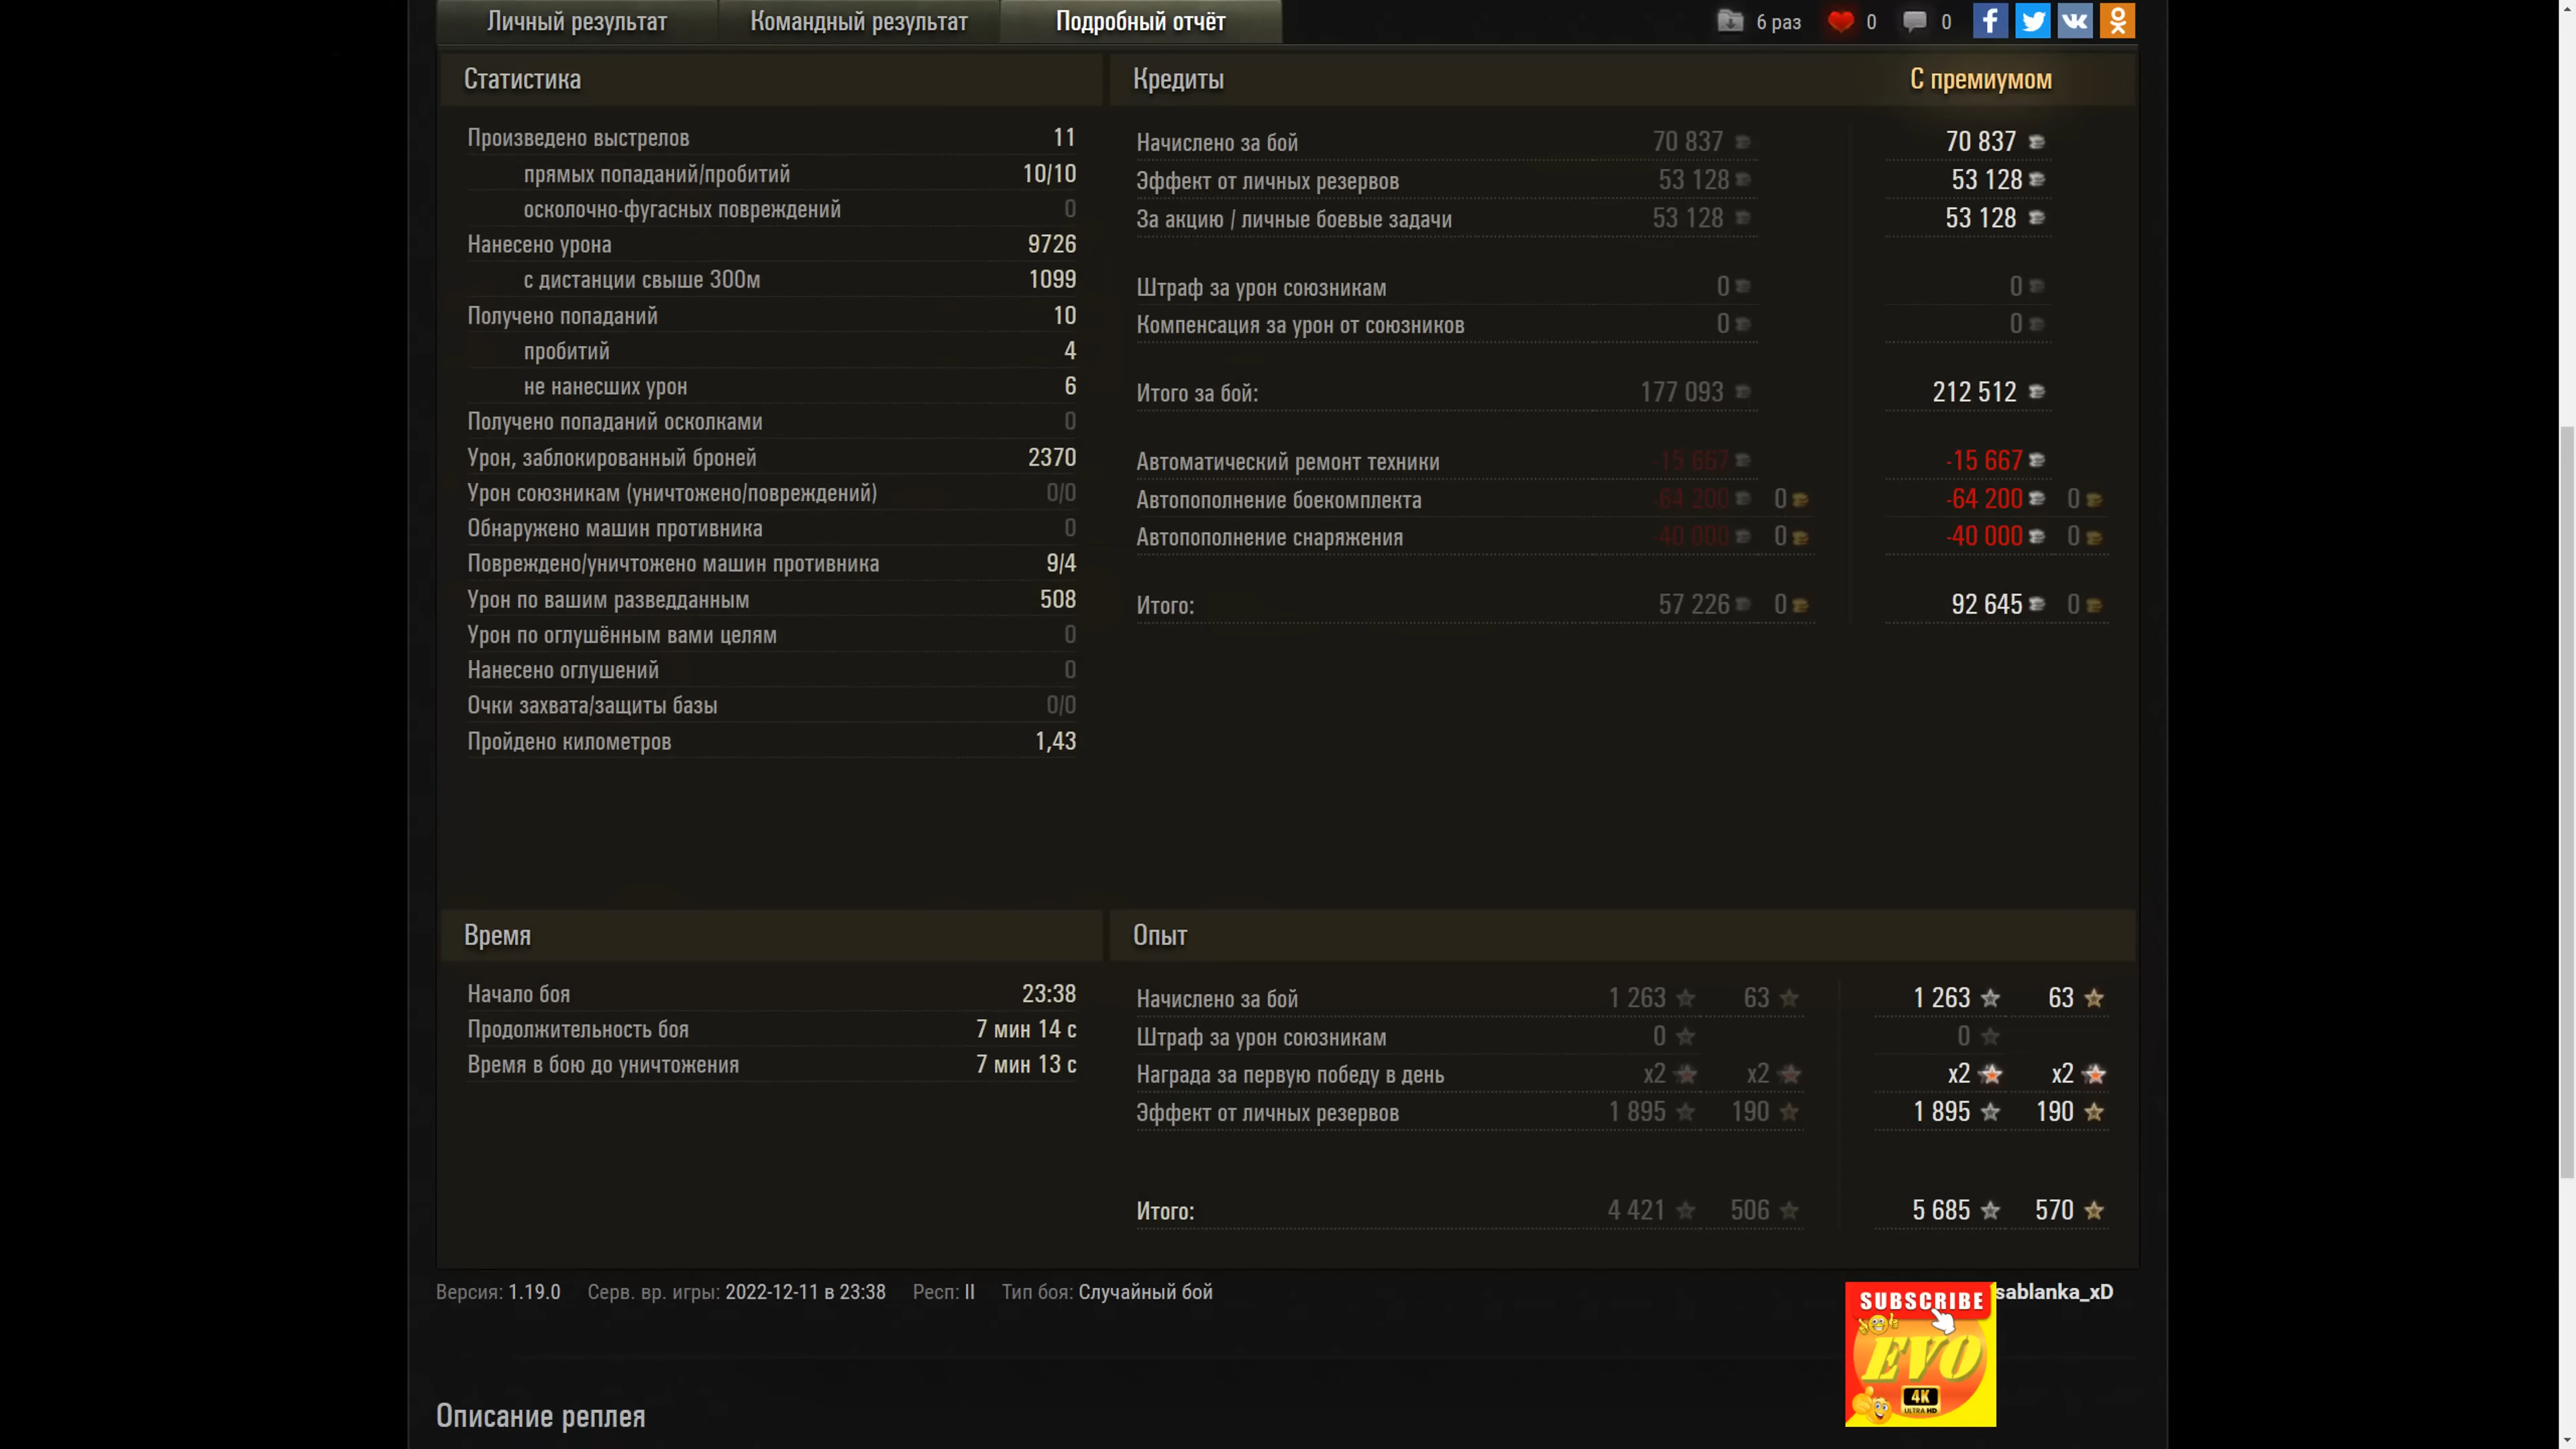 Личный результат Командный результат Подробный отчёт 6 раз 0 0
Статистика
Произведено выстрелов 11
прямых попаданий/пробитий 10/10
осколочно-фугасных повреждений 0
Нанесено урона 9726
с дистанции свыше 300м 1099
Получено попаданий 10
пробитий 4
не нанесших урон 6
Получено попаданий осколками 0
Урон, заблокированный броней 2370
Урон союзникам (уничтожено/повреждений) 0/0
Обнаружено машин противника 0
Повреждено/уничтожено машин противника 9/4
Урон по вашим разведданным 508
Урон по оглушённым вами целям 0
Нанесено оглушений 0
Очки захвата/защиты базы 0/0
Пройдено километров 1,43
Кредиты С премиумом
Начислено за бой 70 837 70 837
Эффект от личных резервов 53 128 53 128
За акцию / личные боевые задачи 53 128 53 128
Штраф за урон союзникам 0 0
Компенсация за урон от союзников 0 0
Итого за бой: 177 093 212 512
Автоматический ремонт техники -15 667 -15 667
Автопополнение боекомплекта -64 200 0 -64 200 0
Автопополнение снаряжения -40 000 0 -40 000 0
Итого: 57 226 0 92 645 0
Время
Начало боя 23:38
Продолжительность боя 7 мин 14 с
Время в бою до уничтожения 7 мин 13 с
Опыт
Начислено за бой 1 263 63 1 263 63
Штраф за урон союзникам 0 0
Награда за первую победу в день x2 x2 x2 x2
Эффект от личных резервов 1 895 190 1 895 190
Итого: 4 421 506 5 685 570
Версия: 1.19.0 Серв. вр. игры: 2022-12-11 в 23:38 Респ: II Тип боя: Случайный бой sablanka_xD
SUBSCRIBE
EVO
4K
ULTRA HD
Описание реплея